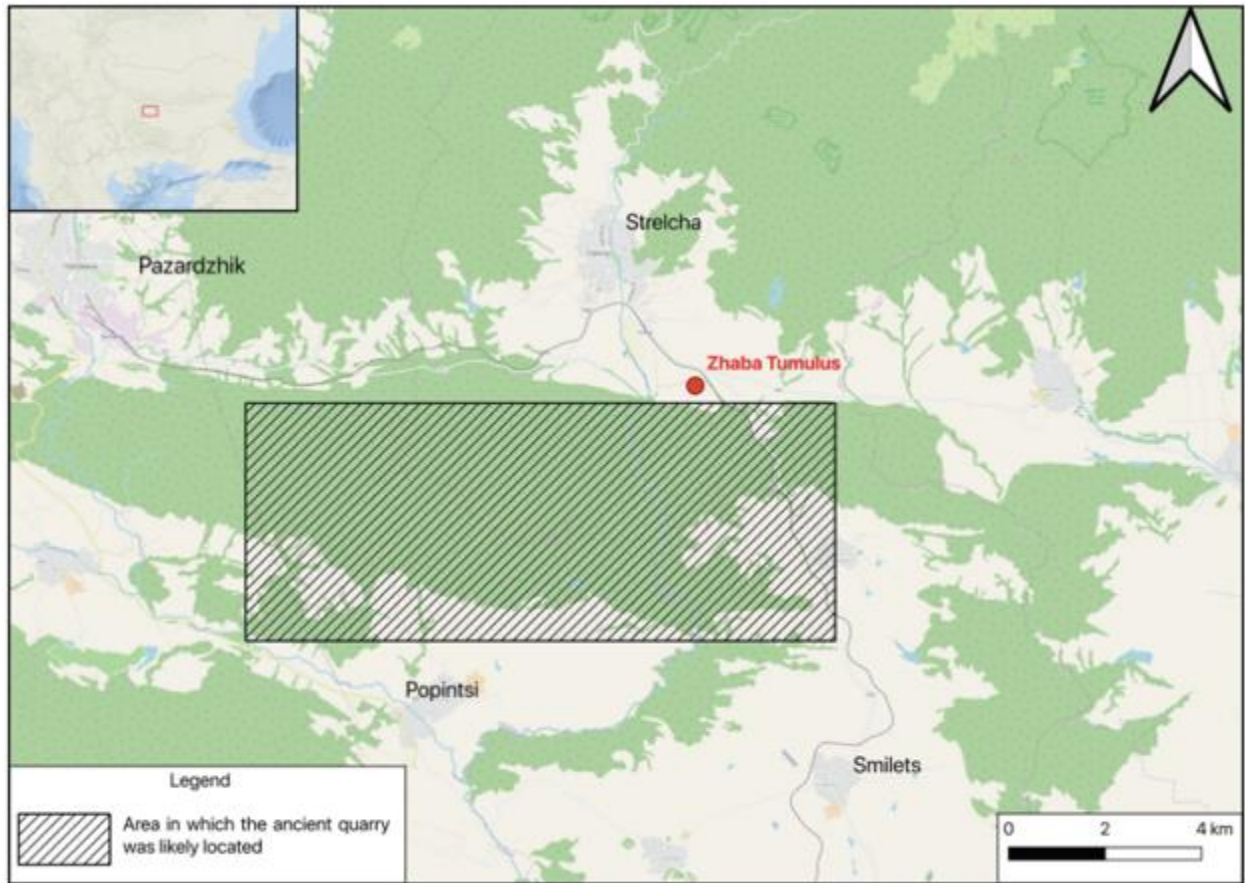 Strelcha
Pazardzhik
Zhaba Tumulus
Popintsi
Smilets
Legend
Area in which the ancient quarry
was likely located
0 2 4 km